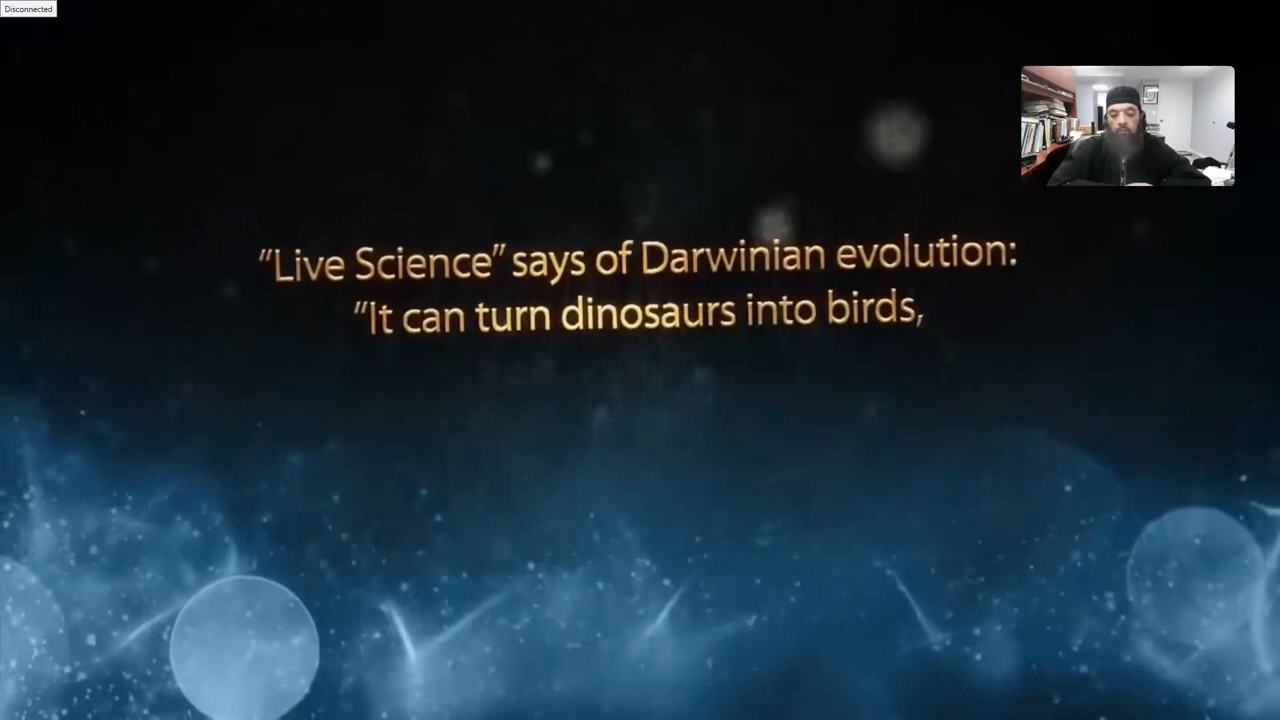 Disconnected
“Live Science” says of Darwinian evolution:
“It can turn dinosaurs into birds,